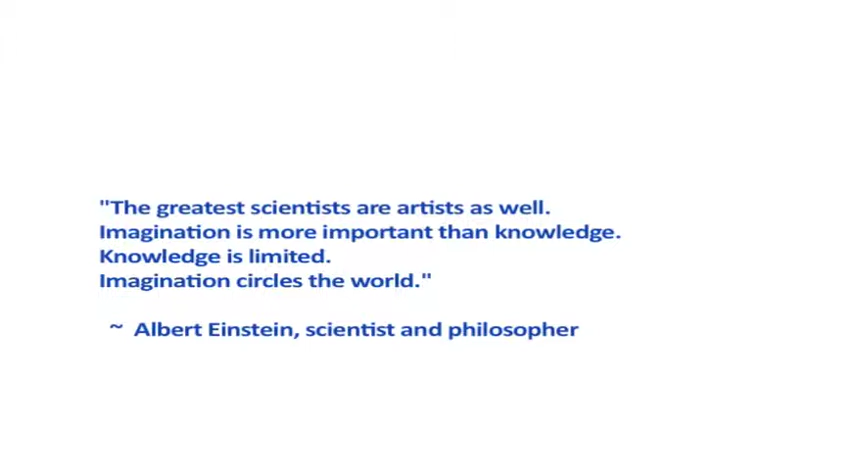 "The greatest scientists are artists as well.
Imagination is more important than knowledge.
Knowledge is limited.
Imagination circles the world."
~ Albert Einstein, scientist and philosopher